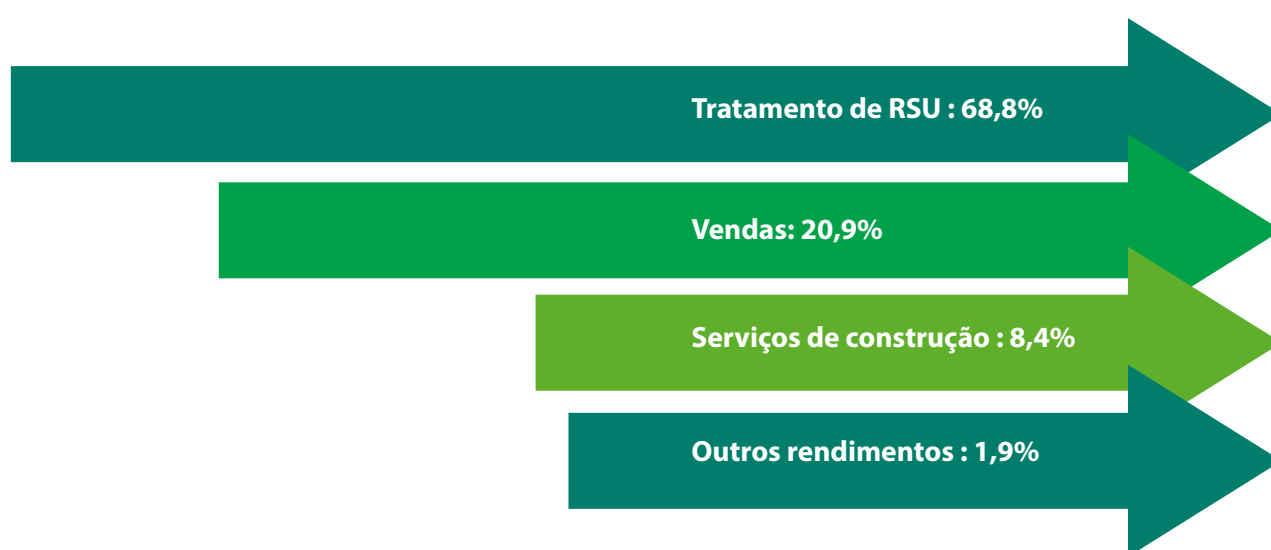 Tratamento de RSU : 68,8%
Vendas: 20,9%
Serviços de construção : 8,4%
Outros rendimentos : 1,9%